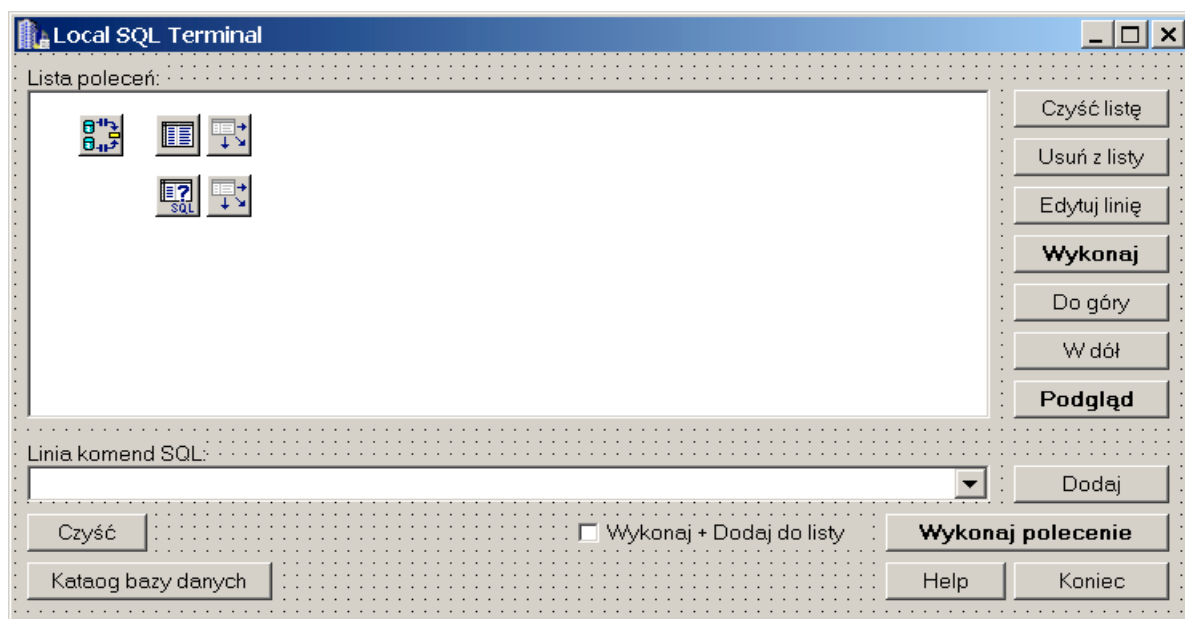 Local SQL Terminal
Lista poleceń:
Czyść listę
Usuń z listy
Edytuj linię
Wykonaj
Do góry
W dół
Podgląd
SQL
Linia komend SQL:
Dodaj
Czyść
Wykonaj + Dodaj do listy
Wykonaj polecenie
Kataog bazy danych
Help
Koniec